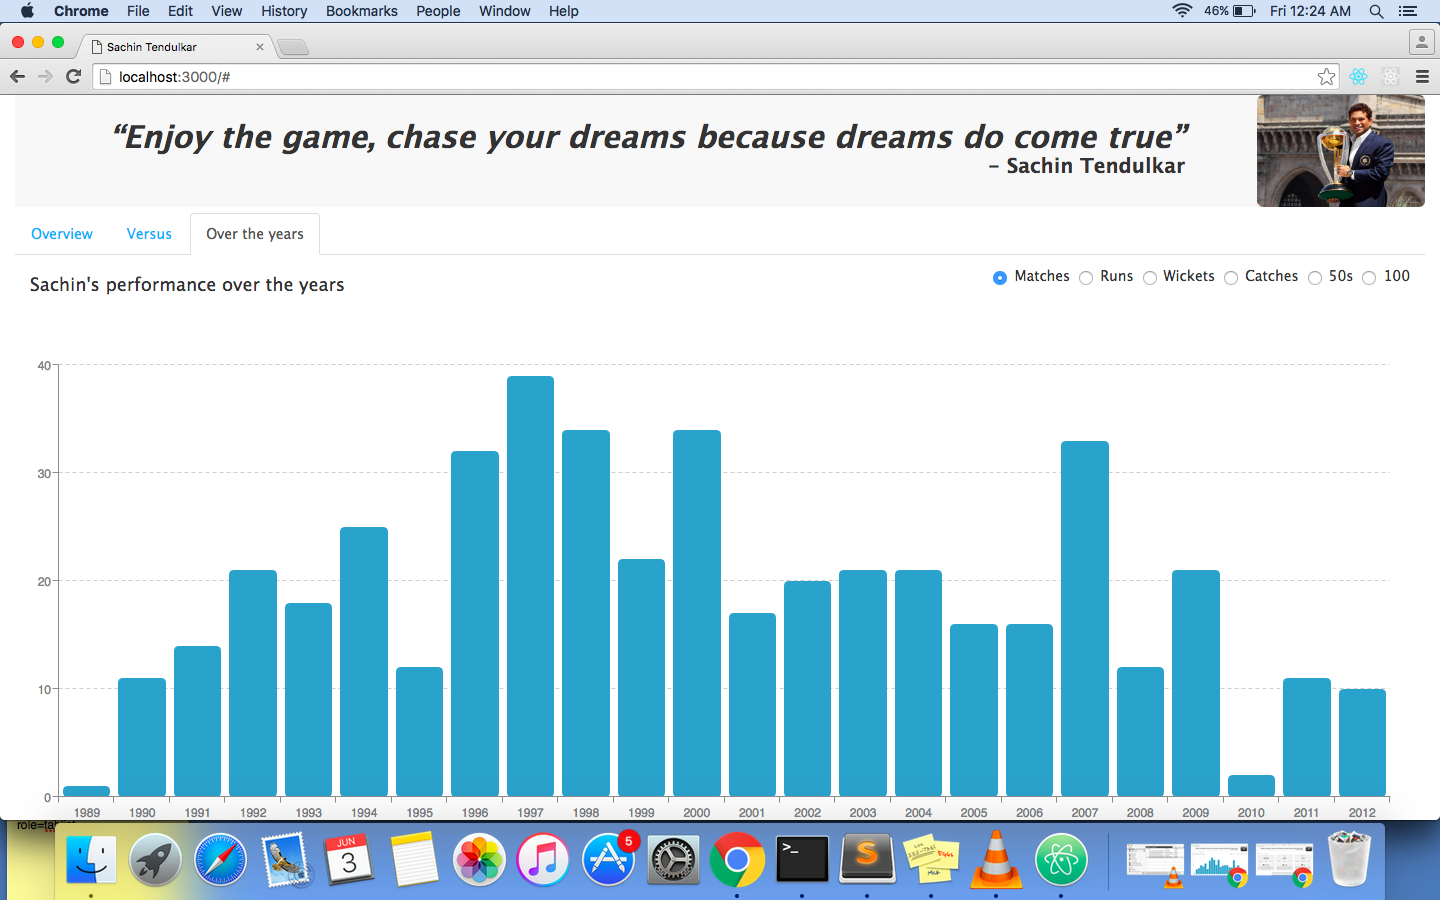 Chrome File Edit View History Bookmarks People Window Help 46% Fri 12:24 AM
Sachin Tendulkar
localhost:3000/#
“Enjoy the game, chase your dreams because dreams do come true”
– Sachin Tendulkar
Overview Versus Over the years
Sachin's performance over the years
Matches Runs Wickets Catches 50s 100
40
30
20
10
0
1989 1990 1991 1992 1993 1994 1995 1996 1997 1998 1999 2000 2001 2002 2003 2004 2005 2006 2007 2008 2009 2010 2011 2012
JUN
3
5
>_
S